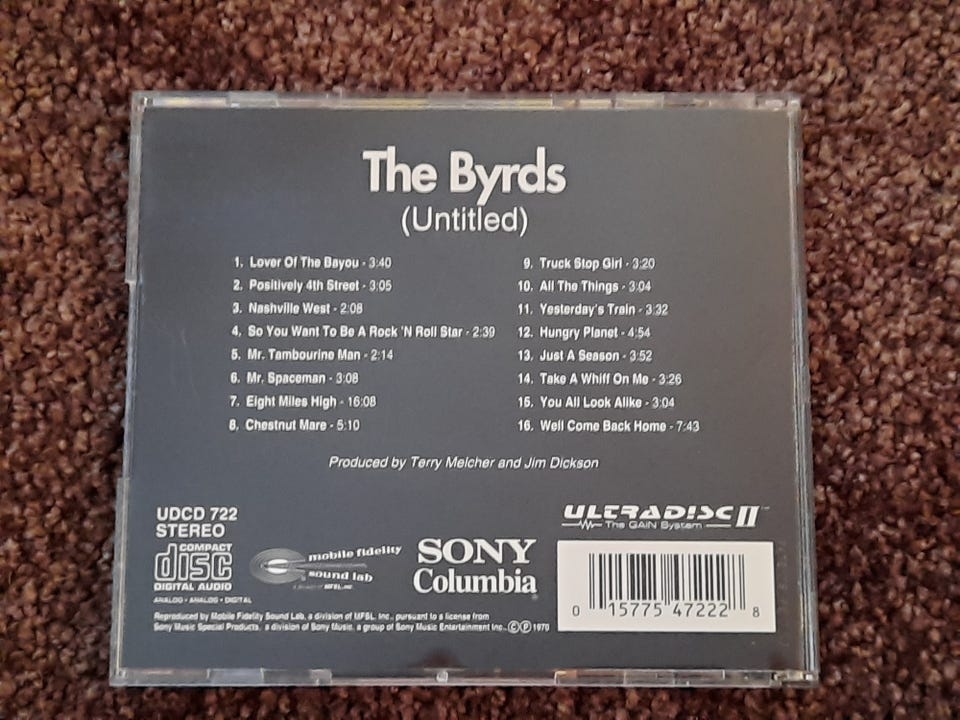 The Byrds
(Untitled)
1. Lover Of The Bayou - 3:40
2. Positively 4th Street - 3:05
3. Nashville West - 2:08
4. So You Want To Be A Rock 'N Roll Star - 2:39
5. Mr. Tambourine Man - 2:14
6. Mr. Spaceman - 3:08
7. Eight Miles High - 16:08
8. Chestnut Mare - 5:10
9. Truck Stop Girl - 3:20
10. All The Things - 3:04
11. Yesterday's Train - 3:32
12. Hungry Planet - 4:54
13. Just A Season - 3:52
14. Take A Whiff On Me - 3:26
15. You All Look Alike - 3:04
16. Well Come Back Home - 7:43
Produced by Terry Melcher and Jim Dickson
UDCD 722
STEREO
COMPACT
disc
DIGITAL AUDIO
ANALOG • ANALOG • DIGITAL
mobile fidelity
sound lab
SONY
Columbia
ULTRADISC II
The GAIN System
0 15775 47222 8
Reproduced by Mobile Fidelity Sound Lab, a division of MFSL, Inc., pursuant to a license from
Sony Music Special Products, a division of Sony Music, a group of Sony Music Entertainment Inc. ©℗ 1970